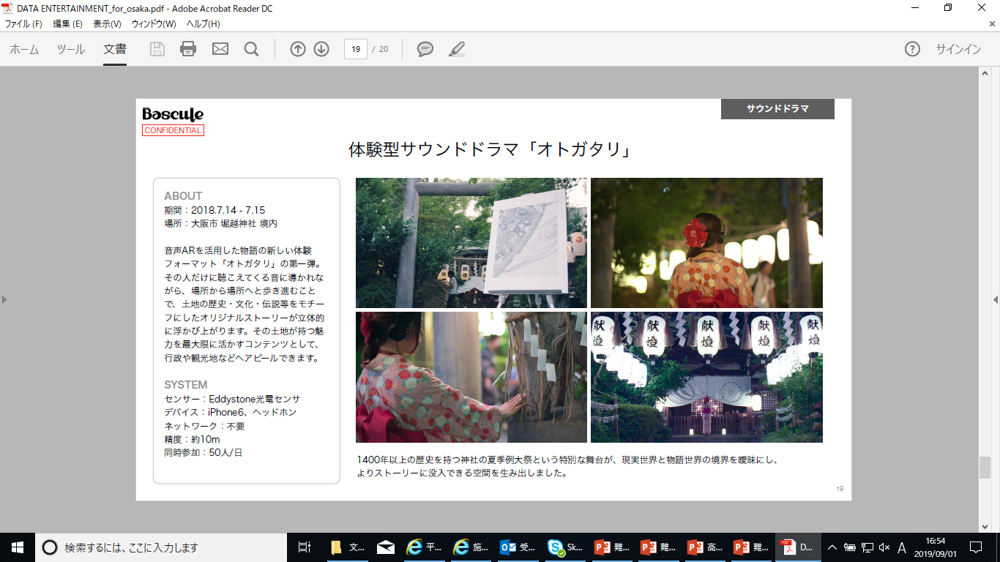 DATA ENTERTAINMENT_for_osaka.pdf - Adobe Acrobat Reader DC
ファイル(F) 編集(E) 表示(V) ウィンドウ(W) ヘルプ(H)
ホーム ツール 文書 19 / 20 サインイン
Bascule
CONFIDENTIAL
サウンドドラマ
体験型サウンドドラマ「オトガタリ」
ABOUT
期間：2018.7.14 - 7.15
場所：大阪市 堀越神社 境内
音声ARを活用した物語の新しい体験
フォーマット「オトガタリ」の第一弾。
その人だけに聴こえてくる音に導かれな
がら、場所から場所へと歩き進むこと
で、土地の歴史・文化・伝説等をモチー
フにしたオリジナルストーリーが立体的
に浮かび上がります。その土地が持つ魅
力を最大限に活かすコンテンツとして、
行政や観光地などへアピールできます。
SYSTEM
センサー：Eddystone光電センサ
デバイス：iPhone6、ヘッドホン
ネットワーク：不要
精度：約10m
同時参加：50人/日
献燈
献燈
献燈 献燈 献燈 献燈 献燈
1400年以上の歴史を持つ神社の夏季例大祭という特別な舞台が、現実世界と物語世界の境界を曖昧にし、
よりストーリーに没入できる空間を生み出しました。
19
検索するには、ここに入力します
文... 平... 施... 受... Sk... 難... 難... 高... 難... D...
A
16:54
2019/09/01